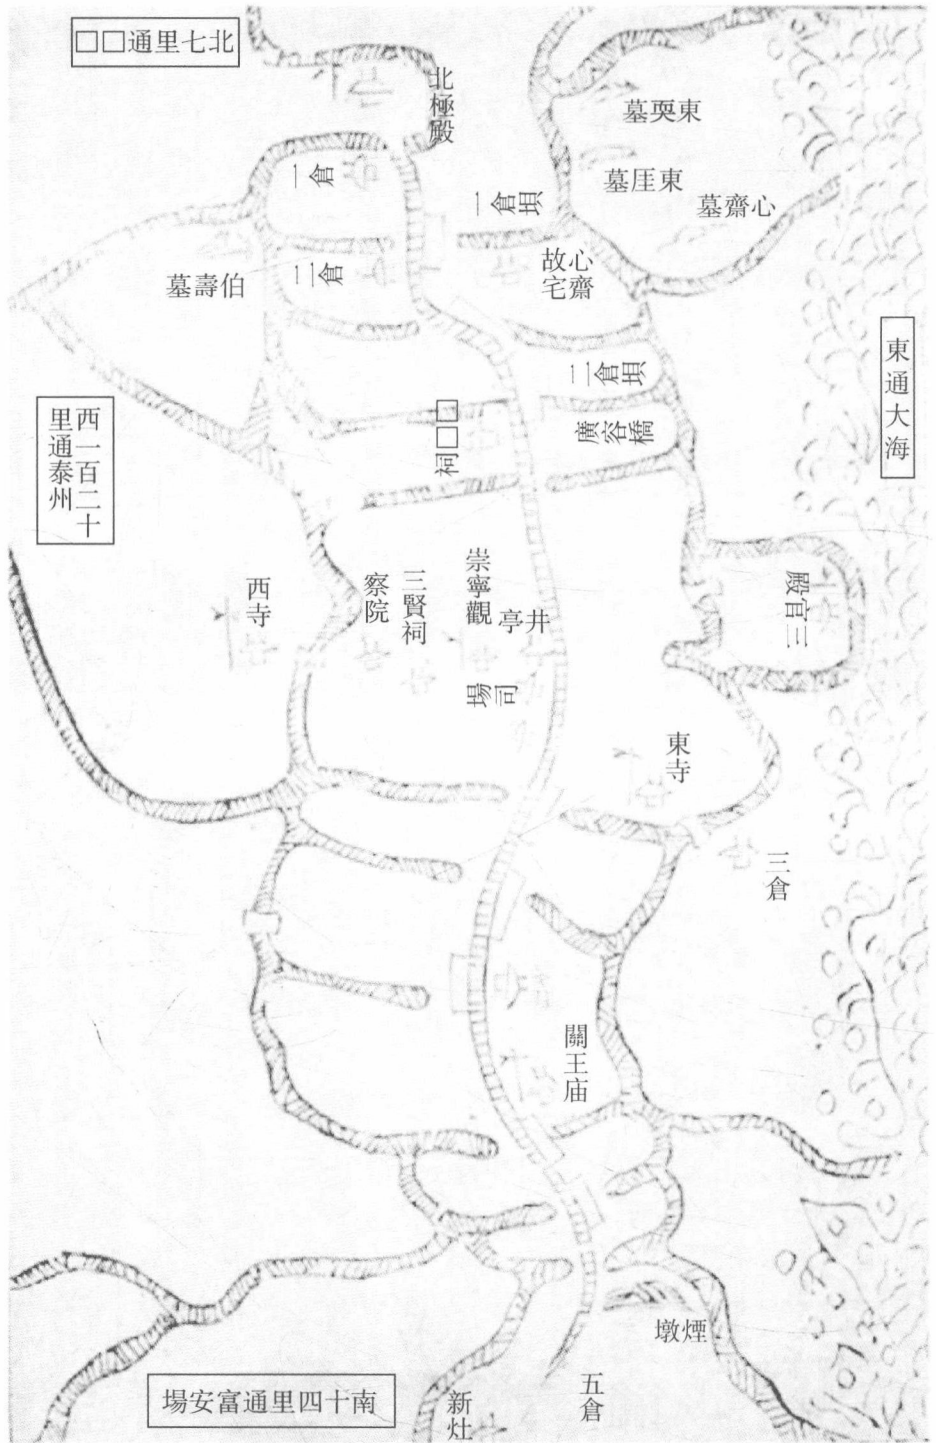 北七里通□□
北極殿
東耎墓
東厓墓
心齋墓
一倉
一倉垻
二倉
伯壽墓
心齋
故宅
東通大海
二倉垻
廣容橋
□□祠
西一百二十
里通泰州
西寺
察院
三賢祠
崇寧觀
井亭
場司
三官殿
東寺
三倉
關王庙
煙墩
五倉
新灶
南十四里通富安場